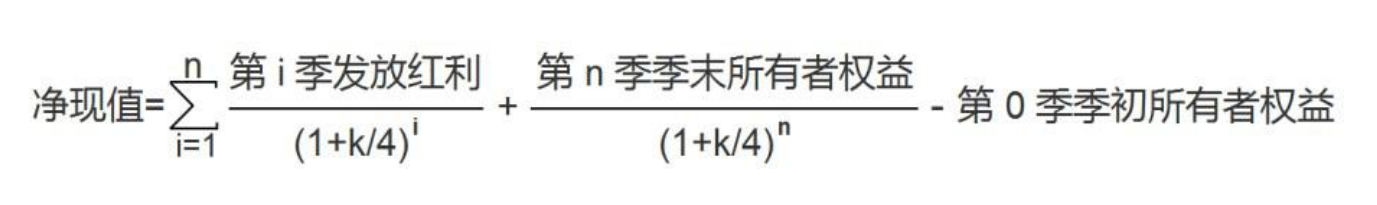 净现值=∑(i=1 到 n) 第 i 季发放红利/(1+k/4)^i + 第 n 季季末所有者权益/(1+k/4)^n - 第 0 季季初所有者权益